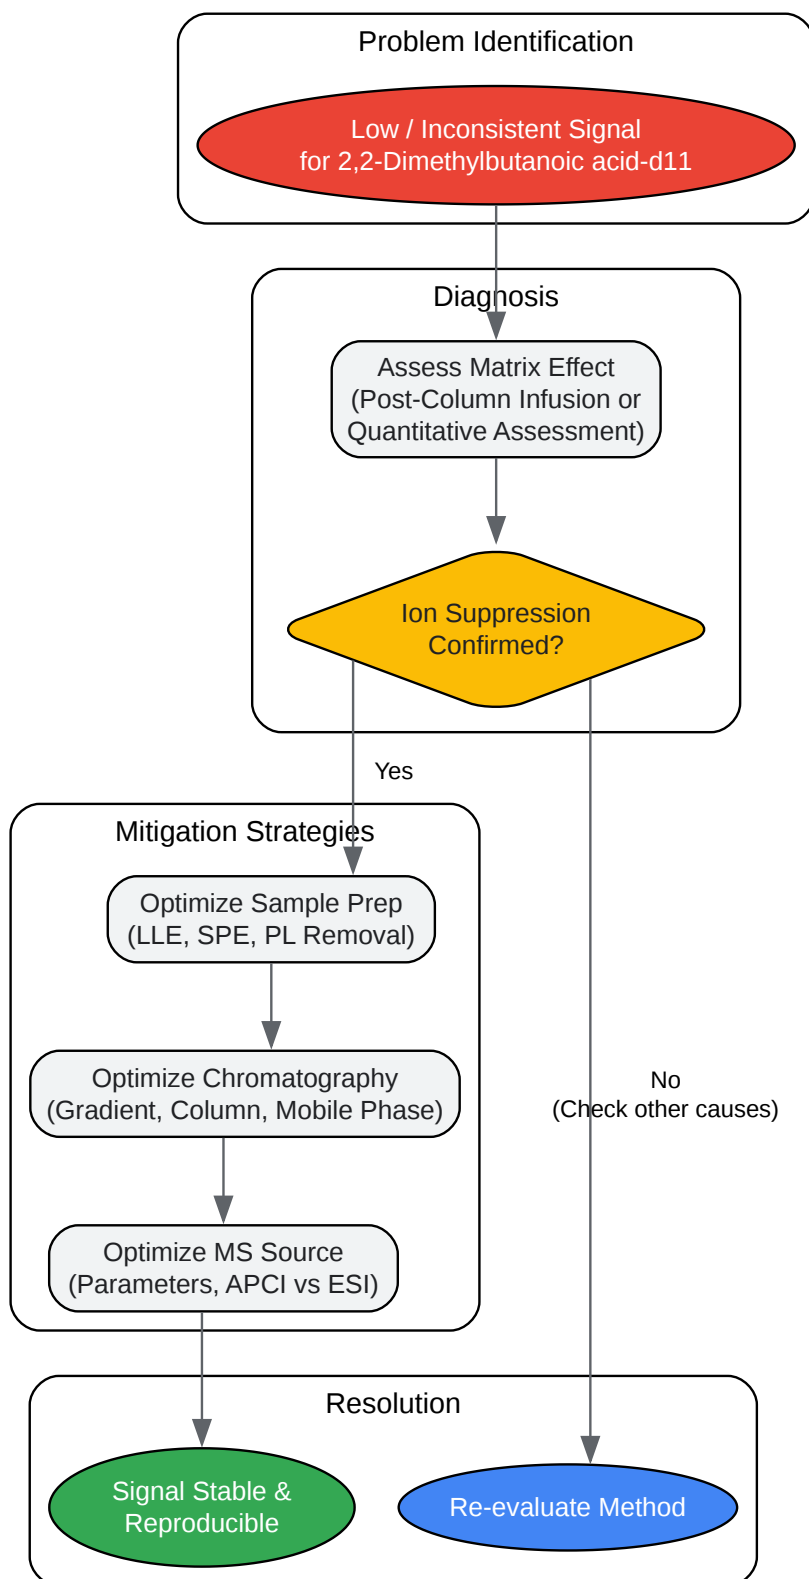 Problem Identification
Low / Inconsistent Signal
for 2,2-Dimethylbutanoic acid-d11
Diagnosis
Assess Matrix Effect
(Post-Column Infusion or
Quantitative Assessment)
Ion Suppression
Confirmed?
Yes
Mitigation Strategies
Optimize Sample Prep
(LLE, SPE, PL Removal)
Optimize Chromatography
(Gradient, Column, Mobile Phase)
No
(Check other causes)
Optimize MS Source
(Parameters, APCI vs ESI)
Resolution
Signal Stable &
Reproducible
Re-evaluate Method